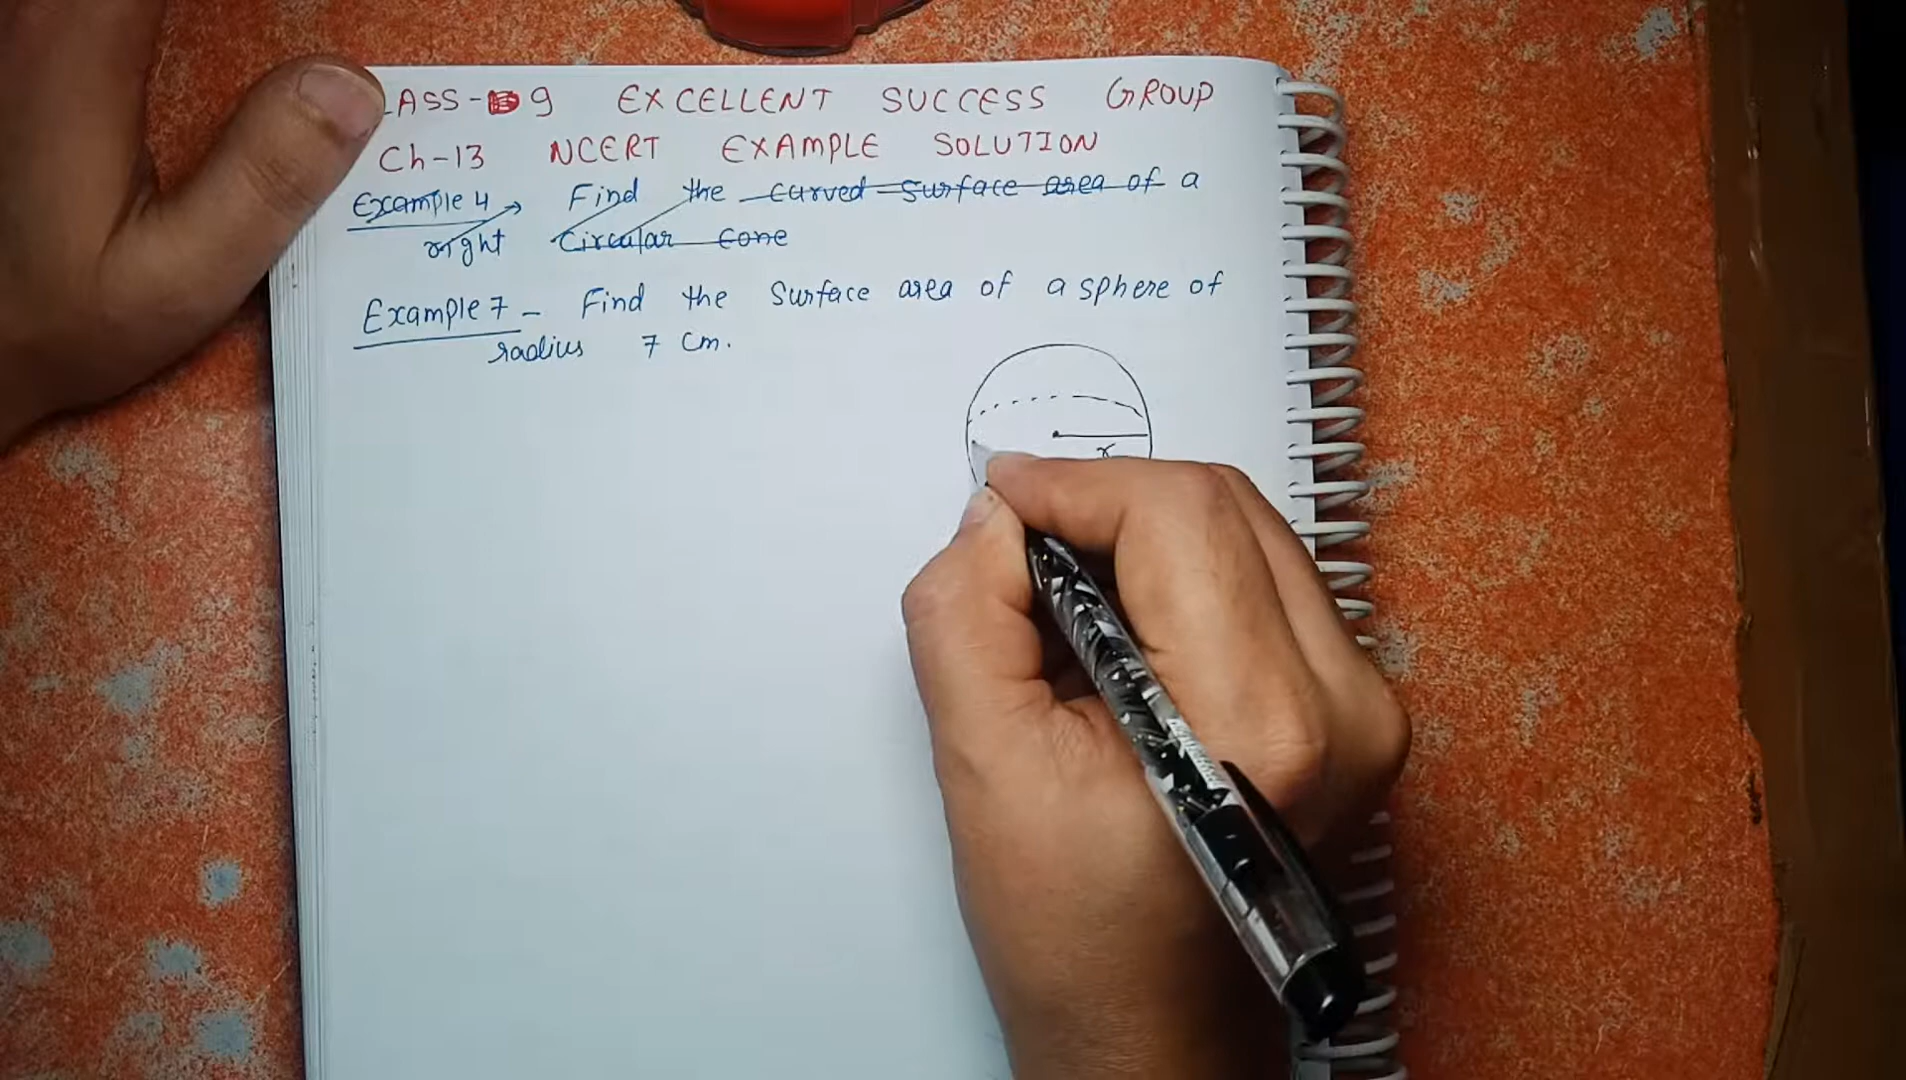 LASS-9 EXCELLENT SUCCESS GROUP
Ch-13 NCERT EXAMPLE SOLUTION
Example 4 → Find the curved surface area of a
right Circular Cone
Example 7 - Find the Surface area of a sphere of
radius 7 cm.
r